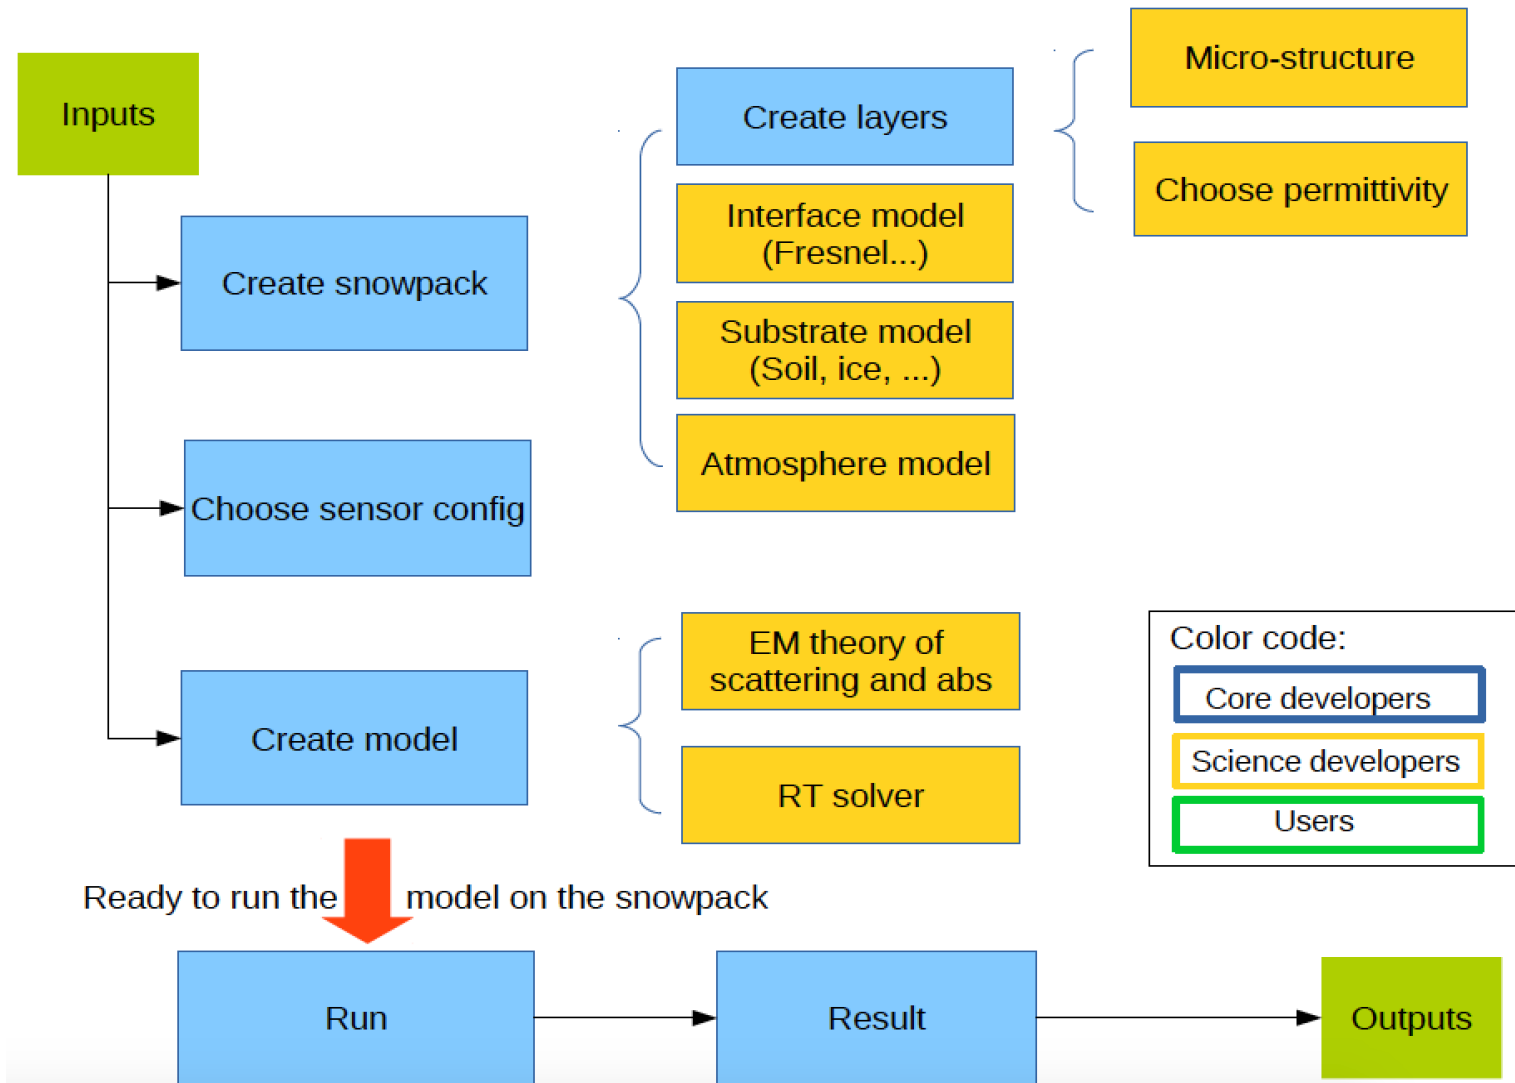 Inputs
Create snowpack
Choose sensor config
Create model
Create layers
Interface model
(Fresnel...)
Substrate model
(Soil, ice, ...)
Atmosphere model
Micro-structure
Choose permittivity
EM theory of
scattering and abs
RT solver
Color code:
Core developers
Science developers
Users
Ready to run the model on the snowpack
Run
Result
Outputs